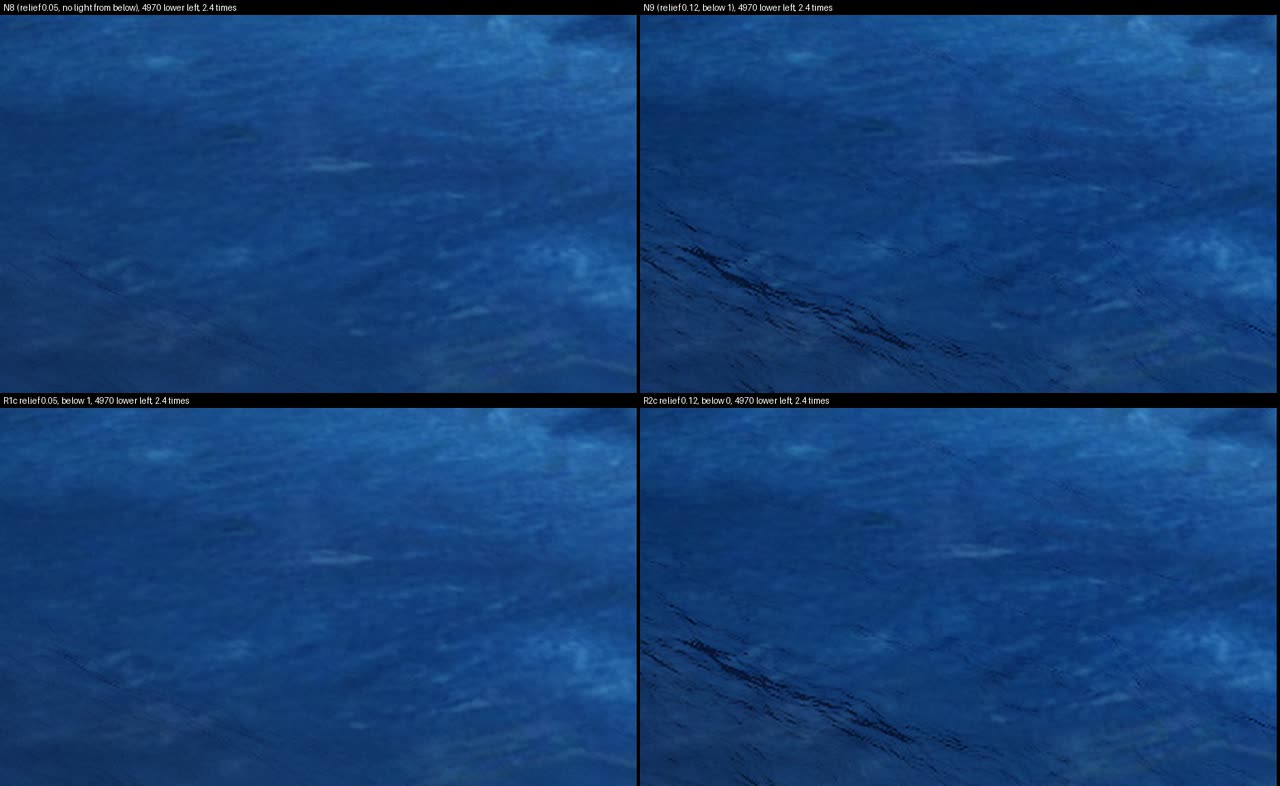 N8 (relief 0.05, no light from below), 4970 lower left, 2.4 times
N9 (relief 0.12, below 1), 4970 lower left, 2.4 times
R1c relief 0.05, below 1, 4970 lower left, 2.4 times
R2c relief 0.12, below 0, 4970 lower left, 2.4 times